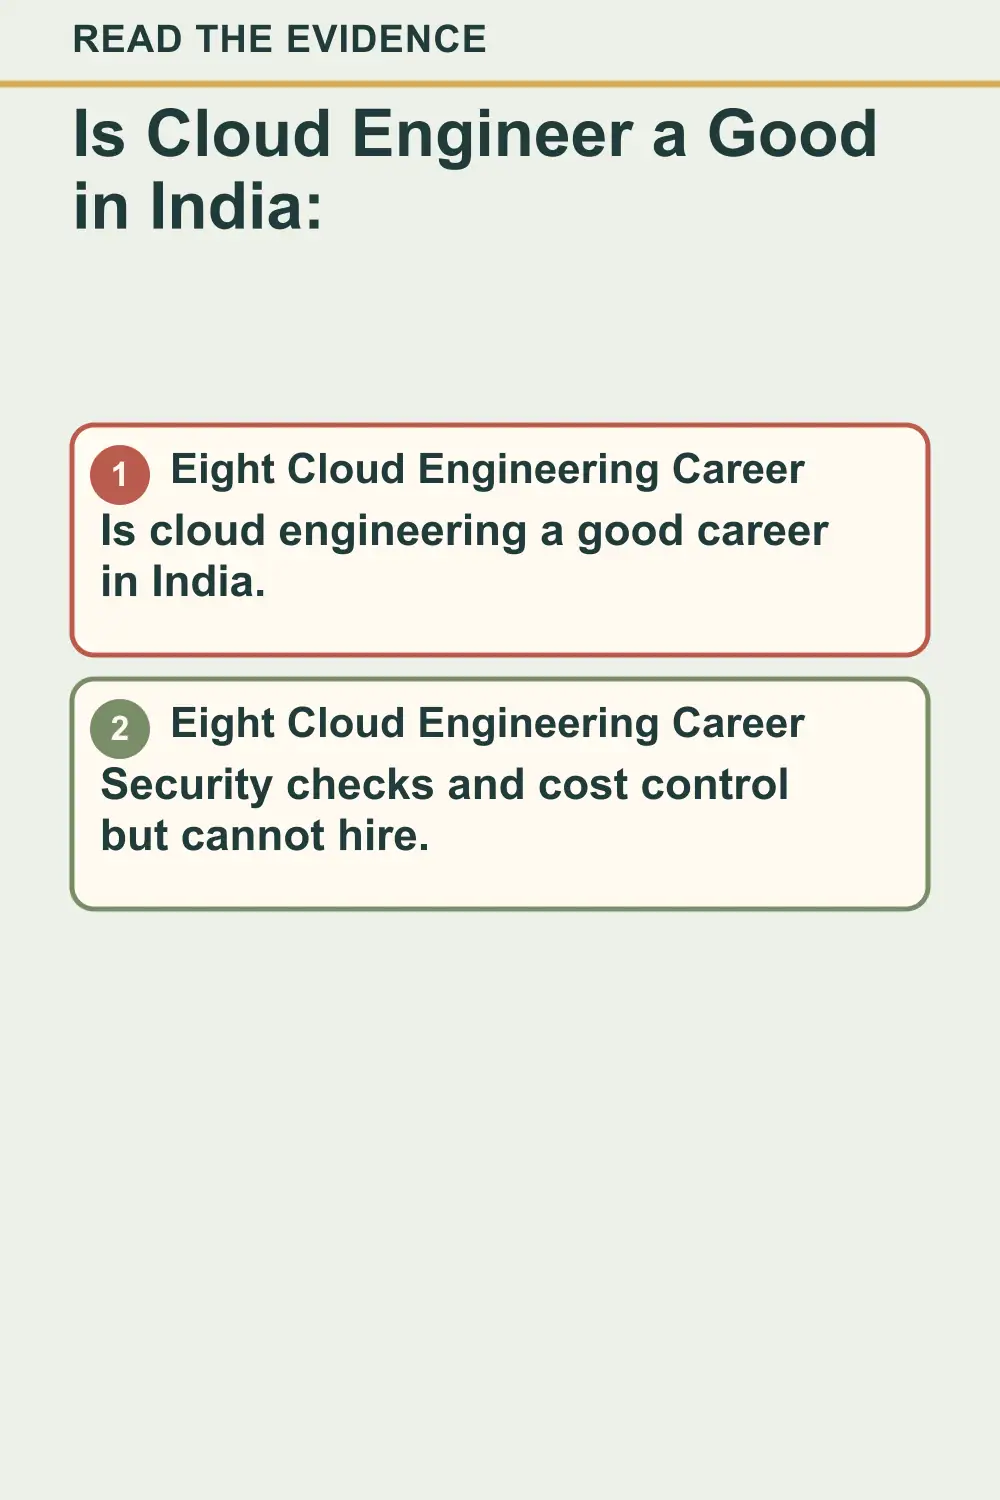 READ THE EVIDENCE
Is Cloud Engineer a Good
in India:
1 Eight Cloud Engineering Career
Is cloud engineering a good career
in India.
2 Eight Cloud Engineering Career
Security checks and cost control
but cannot hire.